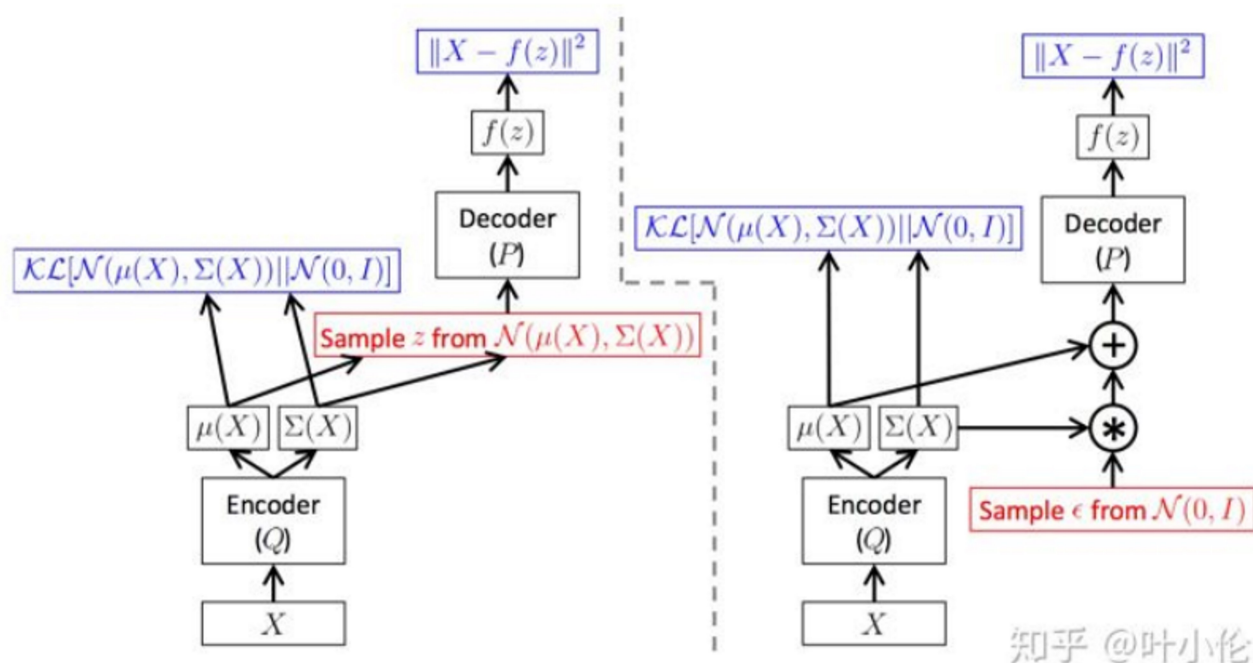 ‖X − f(z)‖²
f(z)
Decoder
(P)
𝒦ℒ[𝒩(μ(X), Σ(X))||𝒩(0, I)]
Sample z from 𝒩(μ(X), Σ(X))
μ(X)
Σ(X)
Encoder
(Q)
X
‖X − f(z)‖²
f(z)
Decoder
(P)
𝒦ℒ[𝒩(μ(X), Σ(X))||𝒩(0, I)]
+
μ(X)
Σ(X)
*
Sample ϵ from 𝒩(0, I)
Encoder
(Q)
X
知乎 @叶小伦